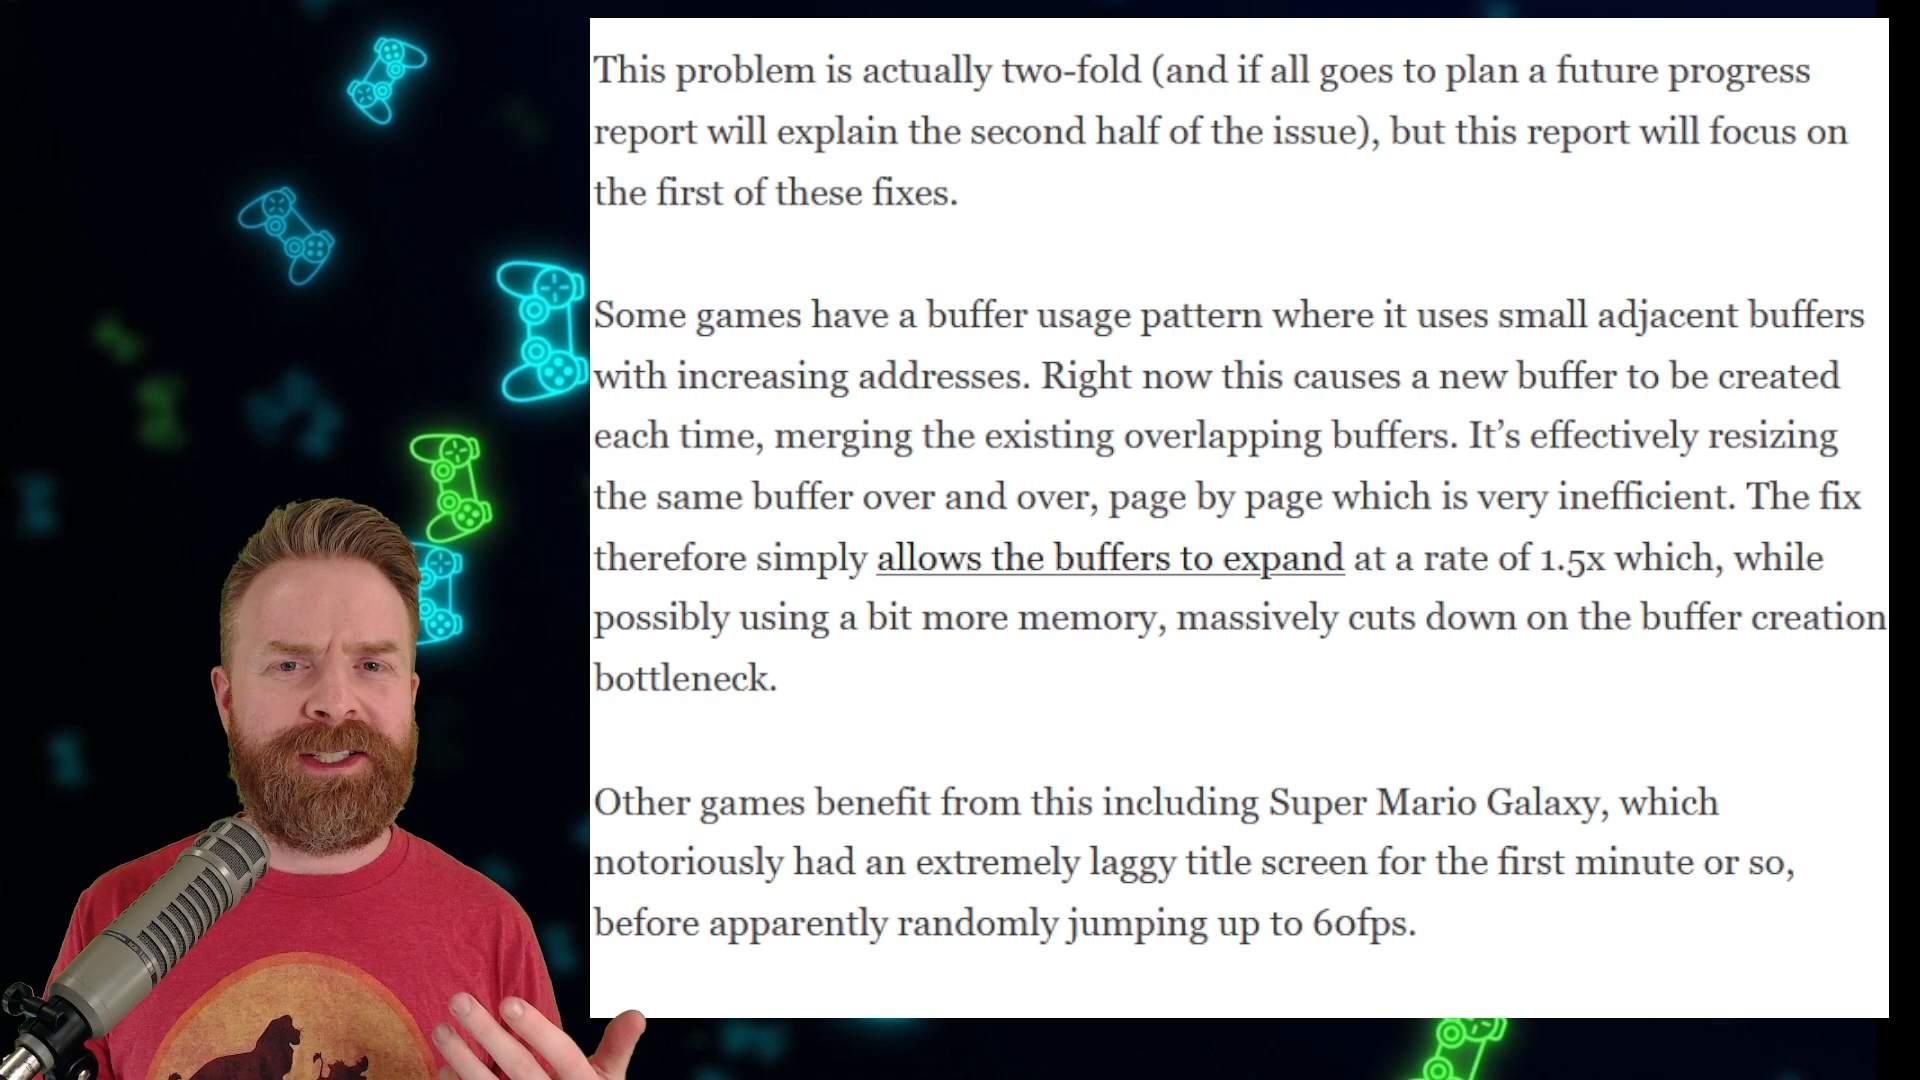 This problem is actually two-fold (and if all goes to plan a future progress
report will explain the second half of the issue), but this report will focus on
the first of these fixes.
Some games have a buffer usage pattern where it uses small adjacent buffers
with increasing addresses. Right now this causes a new buffer to be created
each time, merging the existing overlapping buffers. It’s effectively resizing
the same buffer over and over, page by page which is very inefficient. The fix
therefore simply allows the buffers to expand at a rate of 1.5x which, while
possibly using a bit more memory, massively cuts down on the buffer creation
bottleneck.
Other games benefit from this including Super Mario Galaxy, which
notoriously had an extremely laggy title screen for the first minute or so,
before apparently randomly jumping up to 60fps.